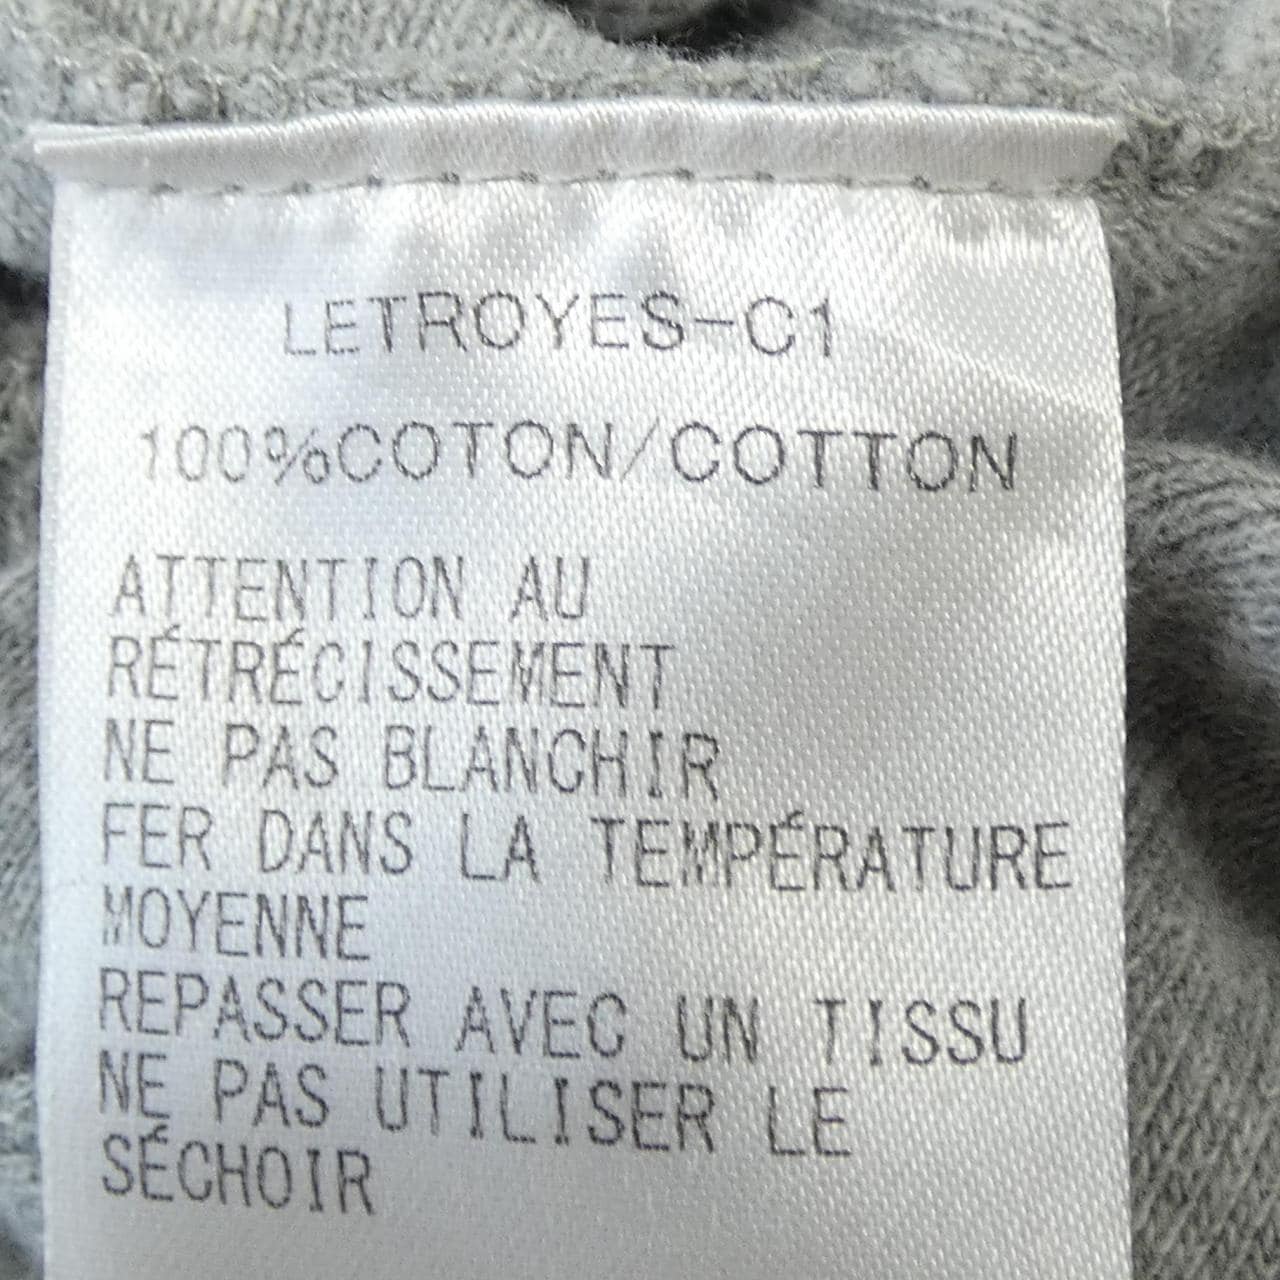 LETROYES-C1
100%COTON/COTTON
ATTENTION AU
RÉTRÉCISSEMENT
NE PAS BLANCHIR
FER DANS LA TEMPÉRATURE
MOYENNE
REPASSER AVEC UN TISSU
NE PAS UTILISER LE
SÉCHOIR